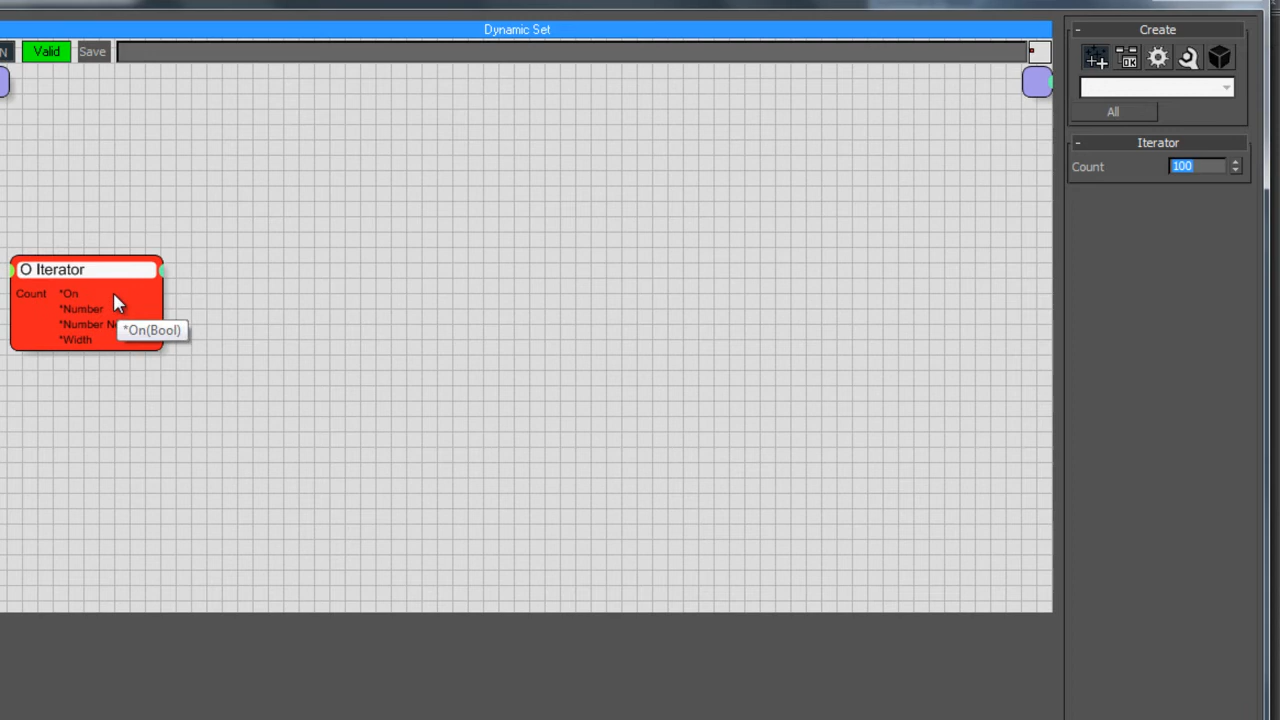 Dynamic Set
N Valid Save
Create
All
Iterator
Count 100
O Iterator
Count *On
*Number
*Number
*Width
*On(Bool)